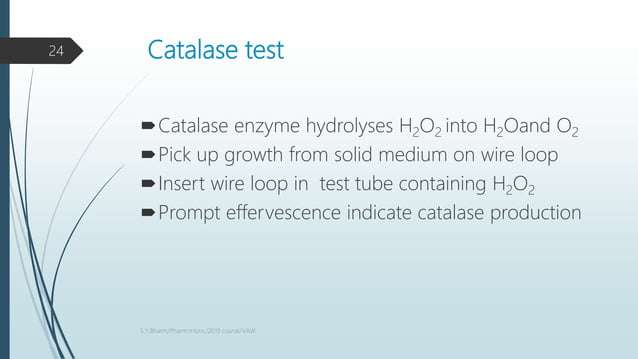 24
Catalase test
Catalase enzyme hydrolyses H₂O₂ into H₂Oand O₂
Pick up growth from solid medium on wire loop
Insert wire loop in test tube containing H₂O₂
Prompt effervescence indicate catalase production